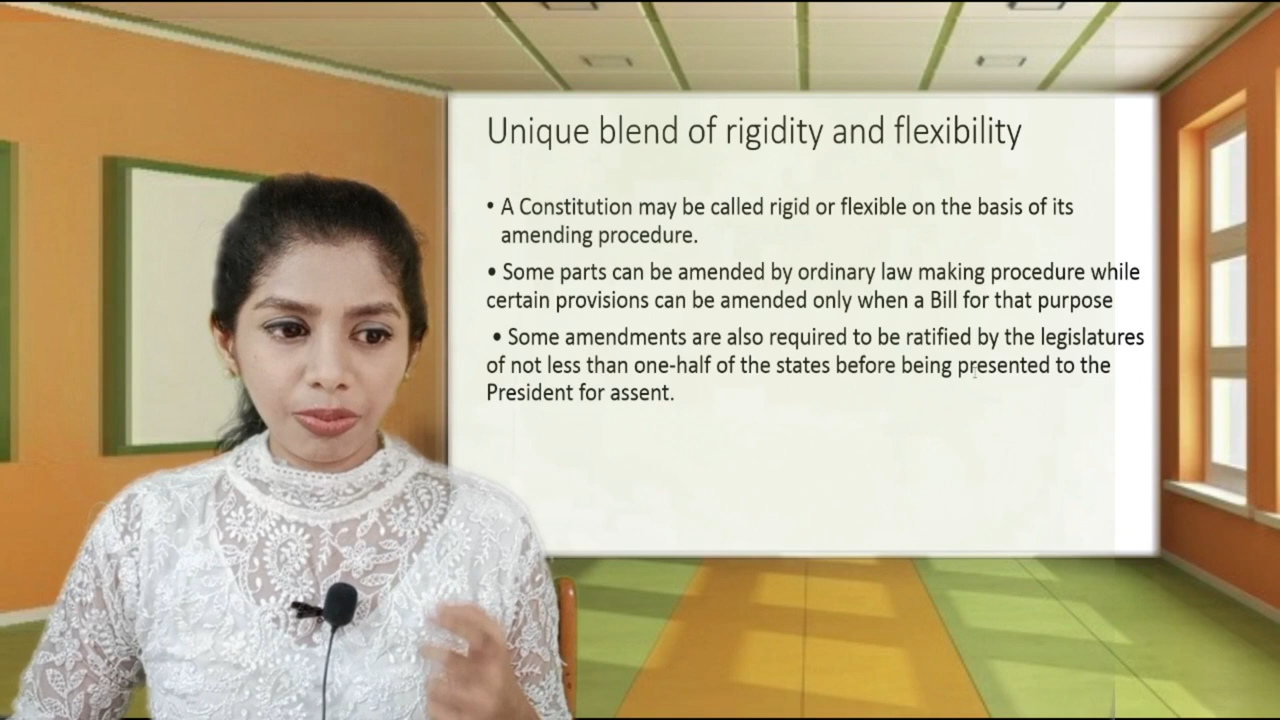 Unique blend of rigidity and flexibility
• A Constitution may be called rigid or flexible on the basis of its
amending procedure.
• Some parts can be amended by ordinary law making procedure while
certain provisions can be amended only when a Bill for that purpose
• Some amendments are also required to be ratified by the legislatures
of not less than one-half of the states before being presented to the
President for assent.